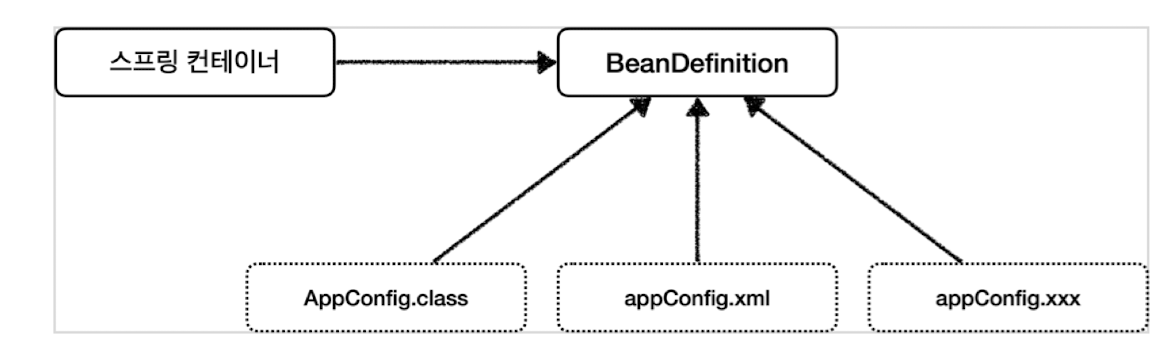 스프링 컨테이너
BeanDefinition
AppConfig.class
appConfig.xml
appConfig.xxx